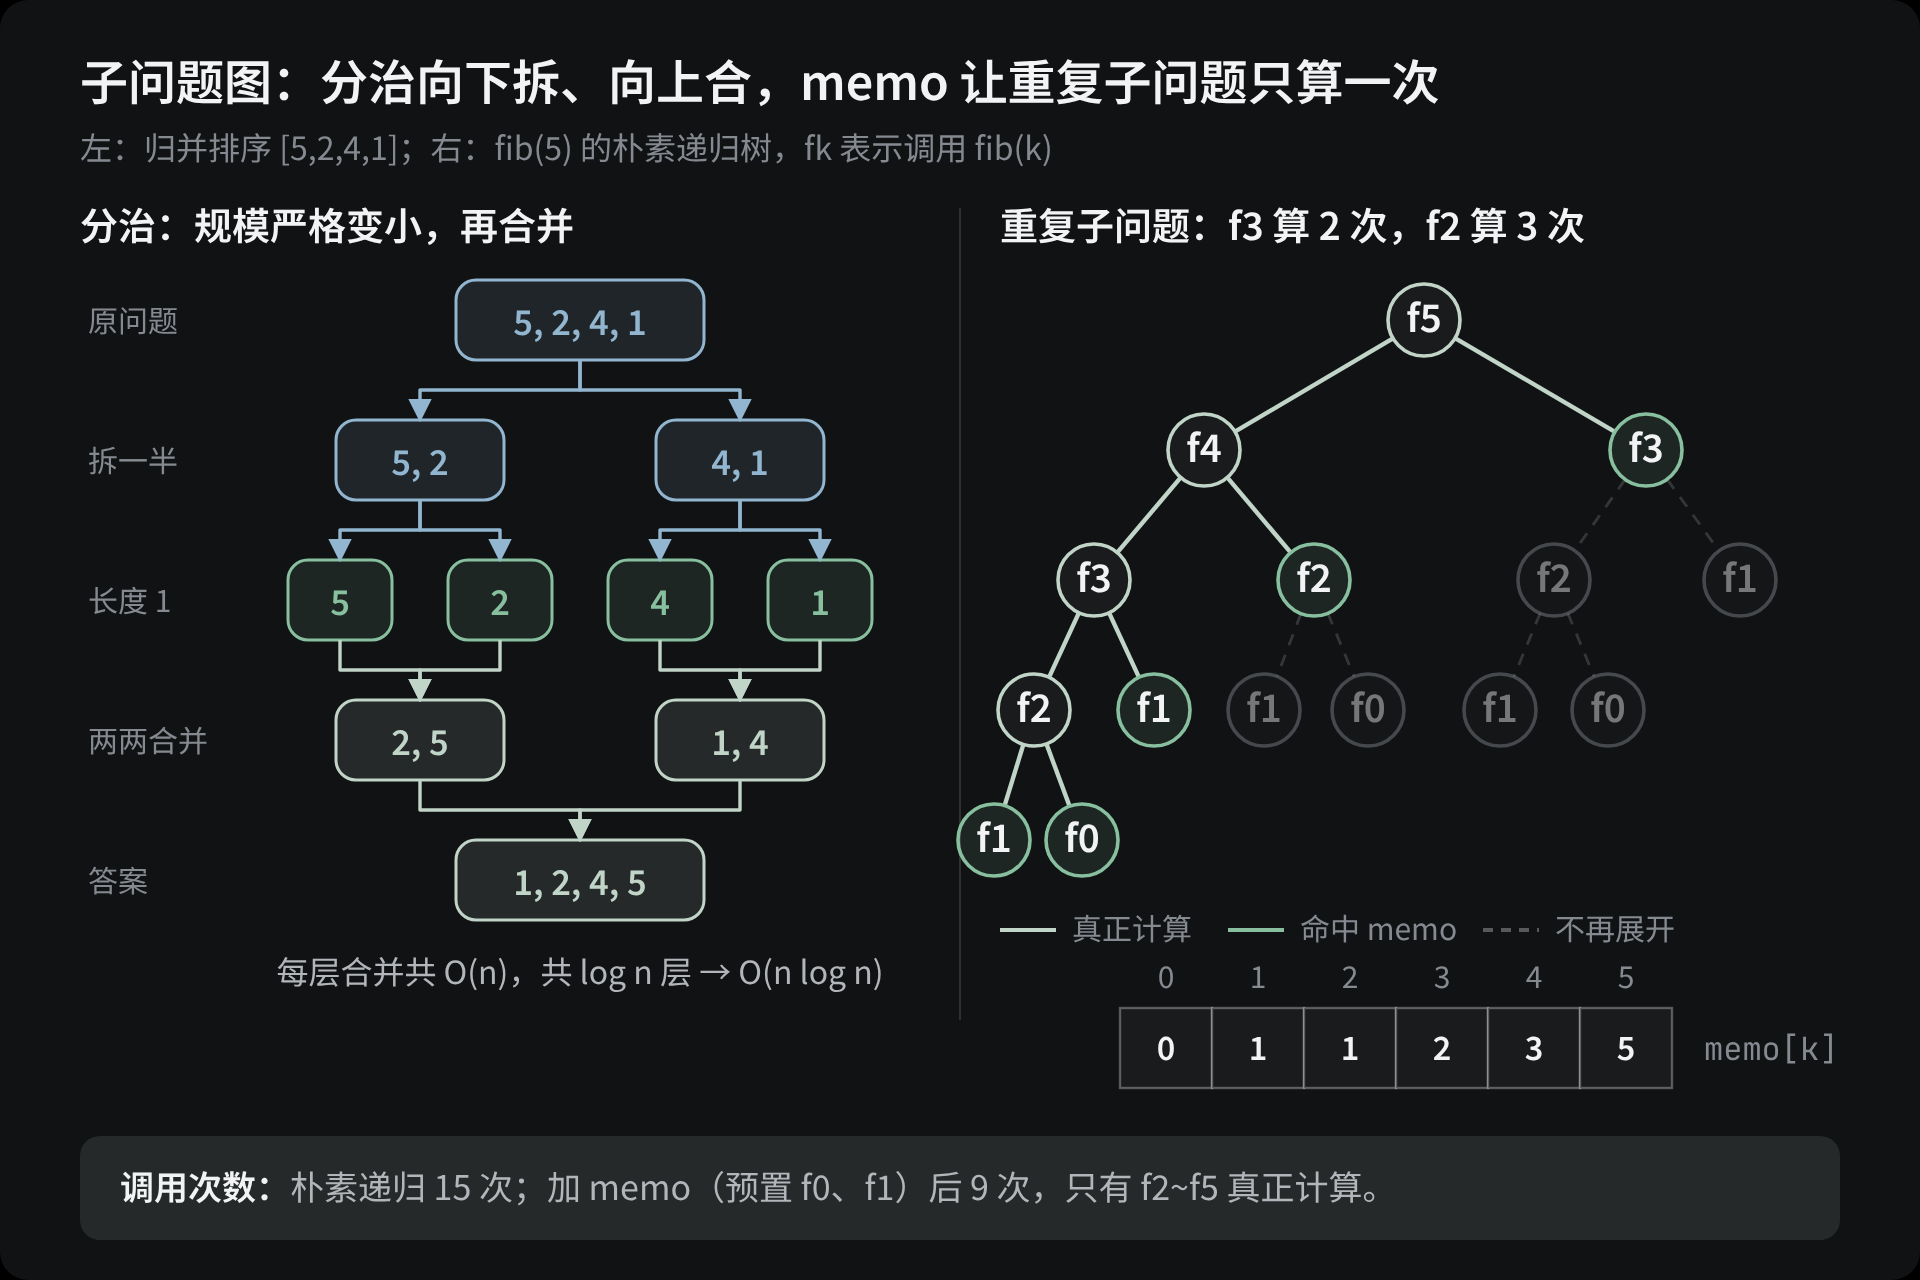 子问题图：分治向下拆、向上合，memo 让重复子问题只算一次
左：归并排序 [5,2,4,1]；右：fib(5) 的朴素递归树，fk 表示调用 fib(k)
分治：规模严格变小，再合并
原问题
5, 2, 4, 1
拆一半
5, 2
4, 1
长度 1
5
2
4
1
两两合并
2, 5
1, 4
答案
1, 2, 4, 5
每层合并共 O(n)，共 log n 层 → O(n log n)
重复子问题：f3 算 2 次，f2 算 3 次
f5
f4
f3
f3
f2
f2
f1
f2
f1
f1
f0
f1
f0
f1
f0
真正计算
命中 memo
不再展开
0 1 2 3 4 5
0 1 1 2 3 5 memo[k]
调用次数：朴素递归 15 次；加 memo（预置 f0、f1）后 9 次，只有 f2~f5 真正计算。